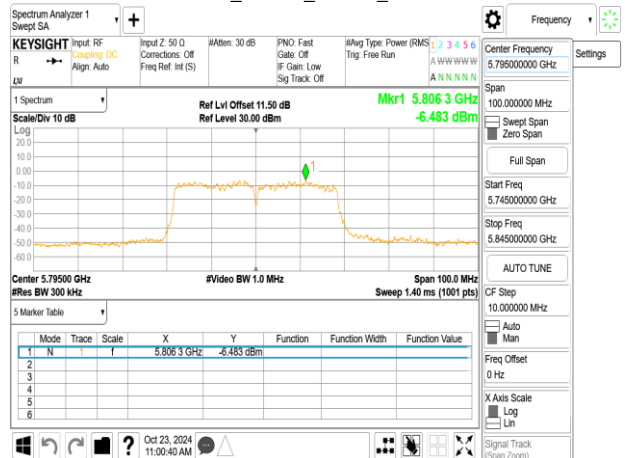 Spectrum Analyzer 1
Swept SA
KEYSIGHT
R
LXI
Input: RF
Coupling: DC
Align: Auto
Input Z: 50 Ω
Corrections: Off
Freq Ref: Int (S)
#Atten: 30 dB
PNO: Fast
Gate: Off
IF Gain: Low
Sig Track: Off
#Avg Type: Power (RMS
Trig: Free Run
1 2 3 4 5 6
A W W W W W
A N N N N N
1 Spectrum
Scale/Div 10 dB
Ref Lvl Offset 11.50 dB
Ref Level 30.00 dBm
Mkr1 5.806 3 GHz
-6.483 dBm
Log
20.0
10.0
0.00
-10.0
-20.0
-30.0
-40.0
-50.0
-60.0
1
Center 5.79500 GHz
#Res BW 300 kHz
#Video BW 1.0 MHz
Span 100.0 MHz
Sweep 1.40 ms (1001 pts)
5 Marker Table
Mode Trace Scale X Y Function Function Width Function Value
1 N 1 f 5.806 3 GHz -6.483 dBm
2
3
4
5
6
?
Oct 23, 2024
11:00:40 AM
Frequency
Settings
Center Frequency
5.795000000 GHz
Span
100.000000 MHz
Swept Span
Zero Span
Full Span
Start Freq
5.745000000 GHz
Stop Freq
5.845000000 GHz
AUTO TUNE
CF Step
10.000000 MHz
Auto
Man
Freq Offset
0 Hz
X Axis Scale
Log
Lin
Signal Track
(Span Zoom)